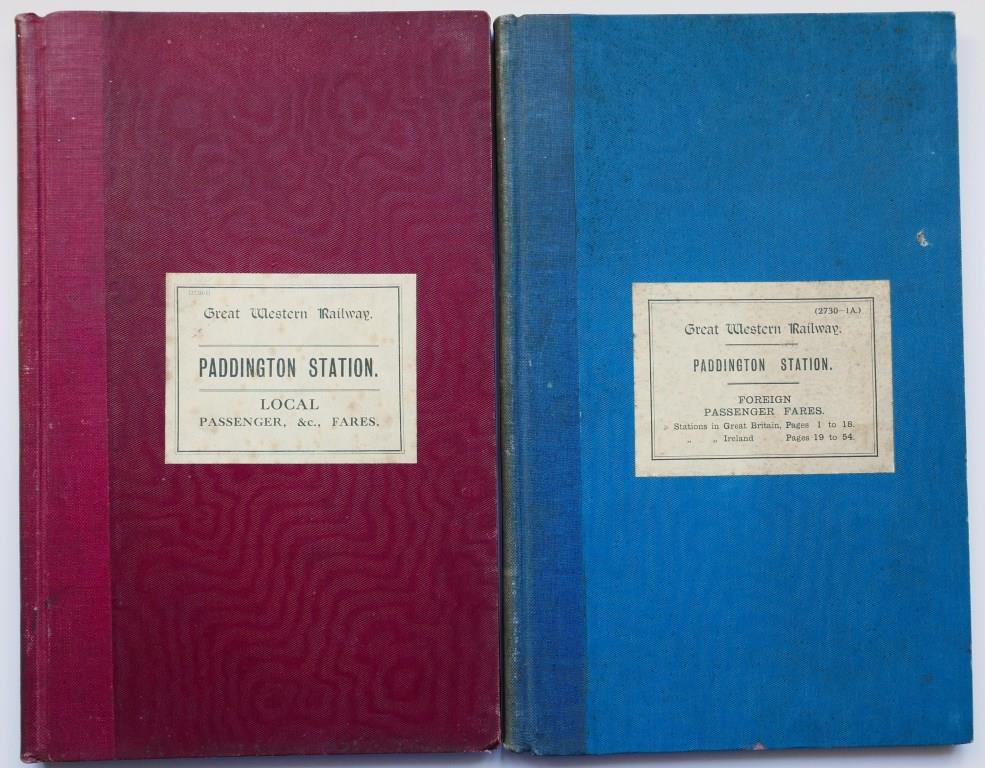 Great Western Railway.
PADDINGTON STATION.
LOCAL
PASSENGER, &c., FARES.
(2730—1A.)
Great Western Railway.
PADDINGTON STATION.
FOREIGN
PASSENGER FARES.
Stations in Great Britain, Pages 1 to 18.
„ „ Ireland Pages 19 to 54.